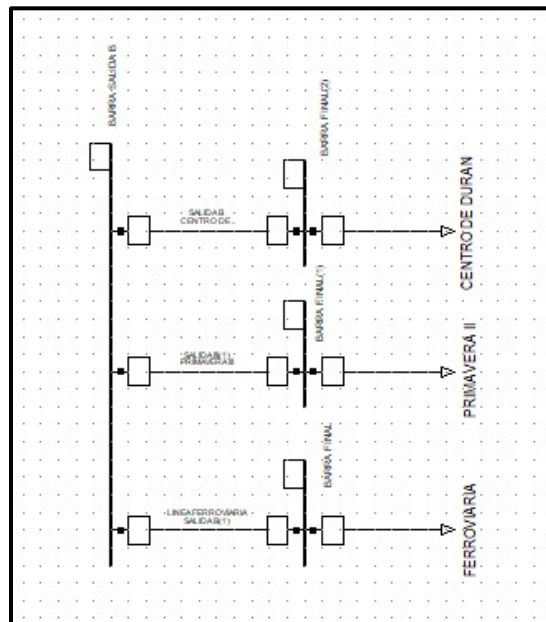 BARRA-SALIDA B
BARRA FINAL(2)
SALIDA B
CENTRO DE...
CENTRO DE DURAN
BARRA FINAL(1)
SALIDA B(1)
PRIMAVERA II
BARRA FINAL
LINEA FERROVIARIA
SALIDA B(1)
FERROVIARIA